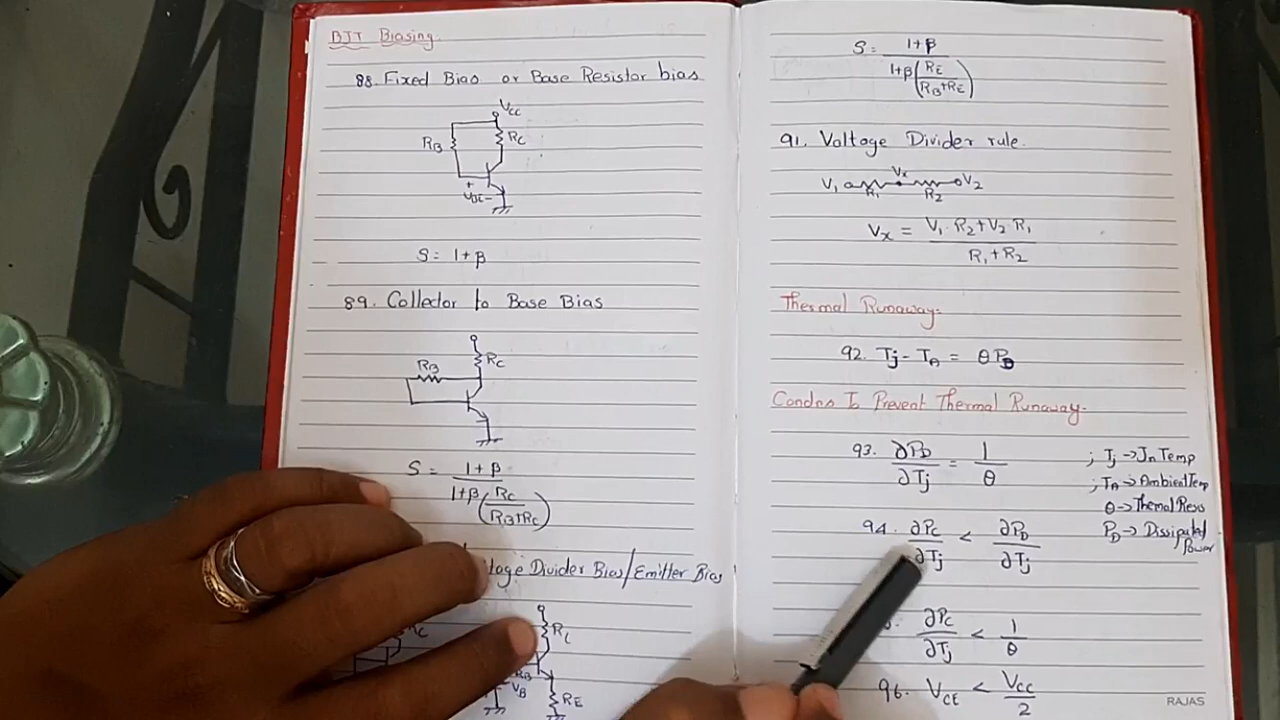 BJT Biasing.
88. Fixed Bias or Base Resistor bias.
VCC
RB
RC
+
VBE -
S = 1+β
89. Collector to Base Bias
RC
RB
S = 1+β / 1+β(RC / RB+RC)
Divider Bias/Emitter Bias
RC
RB
VB
RE
S = 1+β / 1+β(RE / RB+RE)
91. Voltage Divider rule.
Vx
V1 R1 R2 V2
Vx = V1·R2+V2 R1 / R1+R2
Thermal Runaway:
92. Tj-TA = θPD
Condns To Prevent Thermal Runaway.
93. ∂PD / ∂Tj = 1 / θ
; Tj → Jn Temp
; TA → Ambient Temp
θ → Thermal Resis
PD → Dissipated Power
94. ∂PC / ∂Tj < ∂PD / ∂Tj
∂PC / ∂Tj < 1 / θ
96. VCE < VCC / 2
RAJAS